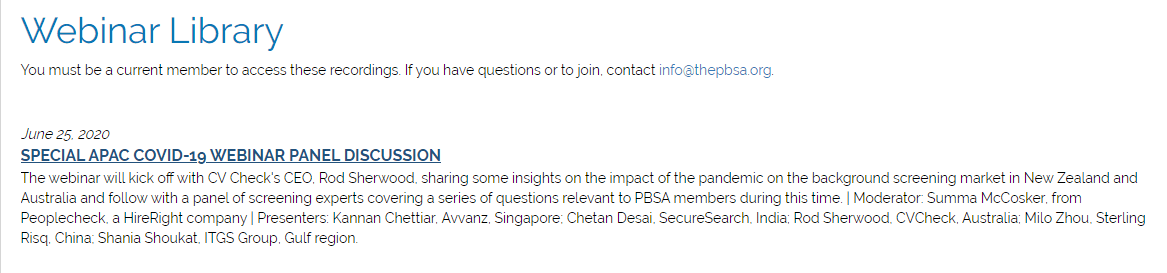 Webinar Library
You must be a current member to access these recordings. If you have questions or to join, contact info@thepbsa.org.
June 25, 2020
SPECIAL APAC COVID-19 WEBINAR PANEL DISCUSSION
The webinar will kick off with CV Check's CEO, Rod Sherwood, sharing some insights on the impact of the pandemic on the background screening market in New Zealand and
Australia and follow with a panel of screening experts covering a series of questions relevant to PBSA members during this time. | Moderator: Summa McCosker, from
Peoplecheck, a HireRight company | Presenters: Kannan Chettiar, Avvanz, Singapore; Chetan Desai, SecureSearch, India; Rod Sherwood, CVCheck, Australia; Milo Zhou, Sterling
Risq, China; Shania Shoukat, ITGS Group, Gulf region.